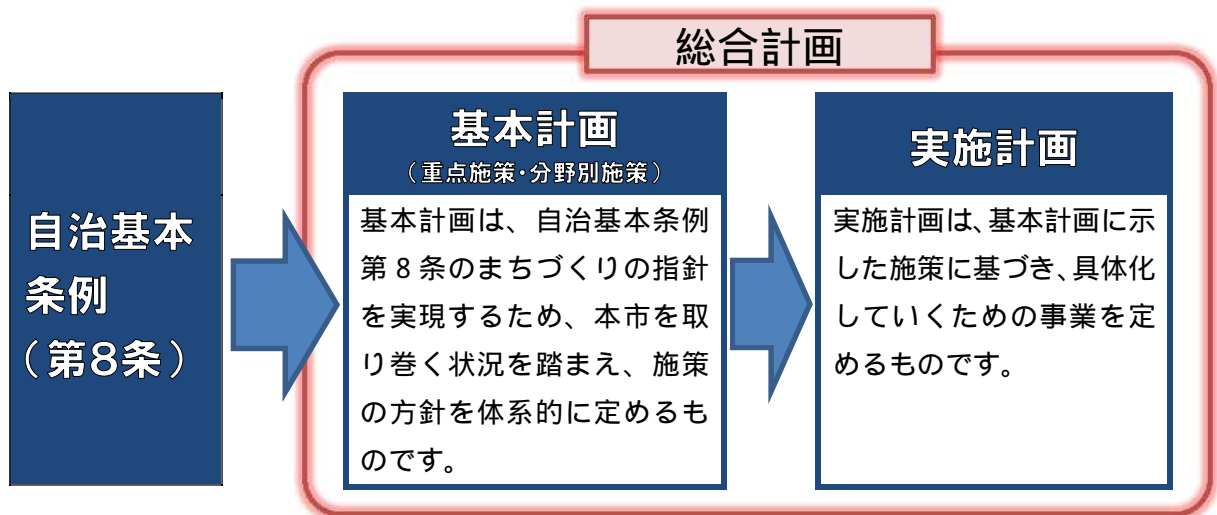 総合計画
自治基本
条例
（第8条）
基本計画
（重点施策・分野別施策）
基本計画は、自治基本条例
第８条のまちづくりの指針
を実現するため、本市を取
り巻く状況を踏まえ、施策
の方針を体系的に定めるも
のです。
実施計画
実施計画は、基本計画に示
した施策に基づき、具体化
していくための事業を定
めるものです。